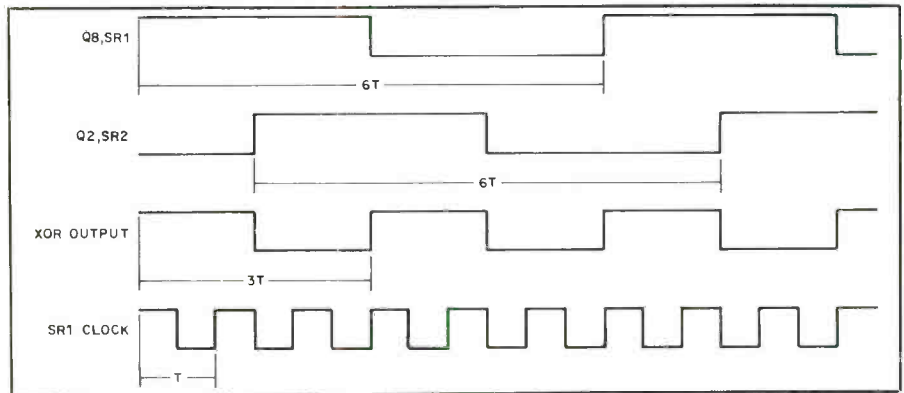 Q8,SR1
6T
Q2,SR2
6T
XOR OUTPUT
3T
SR1 CLOCK
T